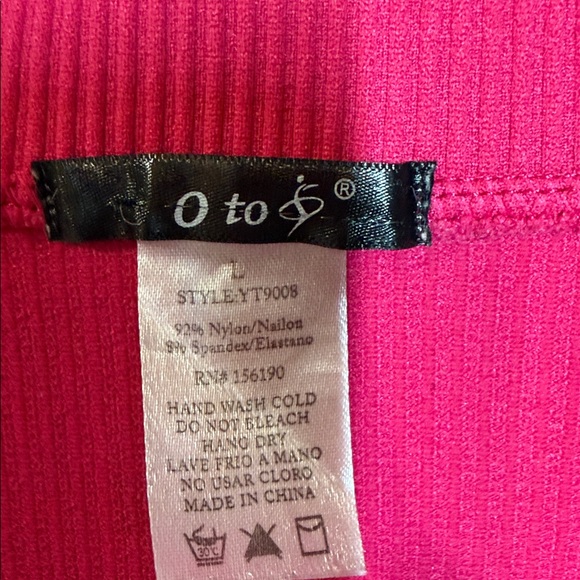 O to ®
L
STYLE:YT9008
92% Nylon/Nailon
8% Spandex/Elastano
RN# 156190
HAND WASH COLD
DO NOT BLEACH
HANG DRY
LAVE FRIO A MANO
NO USAR CLORO
MADE IN CHINA
30°C